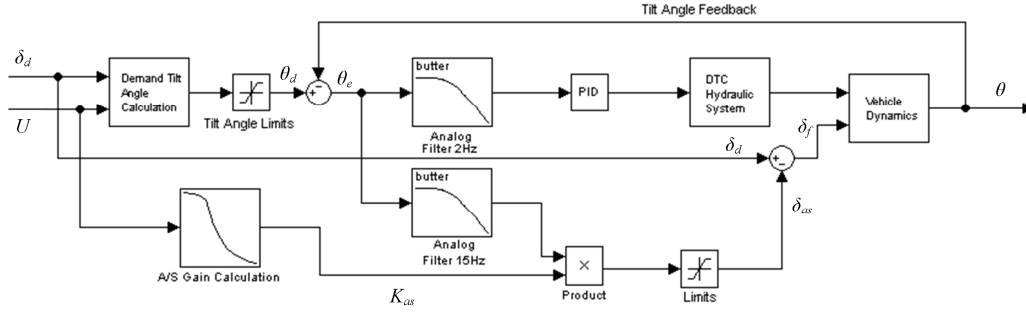 Tilt Angle Feedback
δd
U
Demand Tilt
Angle
Calculation
Tilt Angle Limits
θd
+
−
θe
butter
Analog
Filter 2Hz
PID
DTC
Hydraulic
System
Vehicle
Dynamics
θ
δf
δd
+
−
butter
Analog
Filter 15Hz
δas
A/S Gain Calculation
Kas
×
Product
Limits